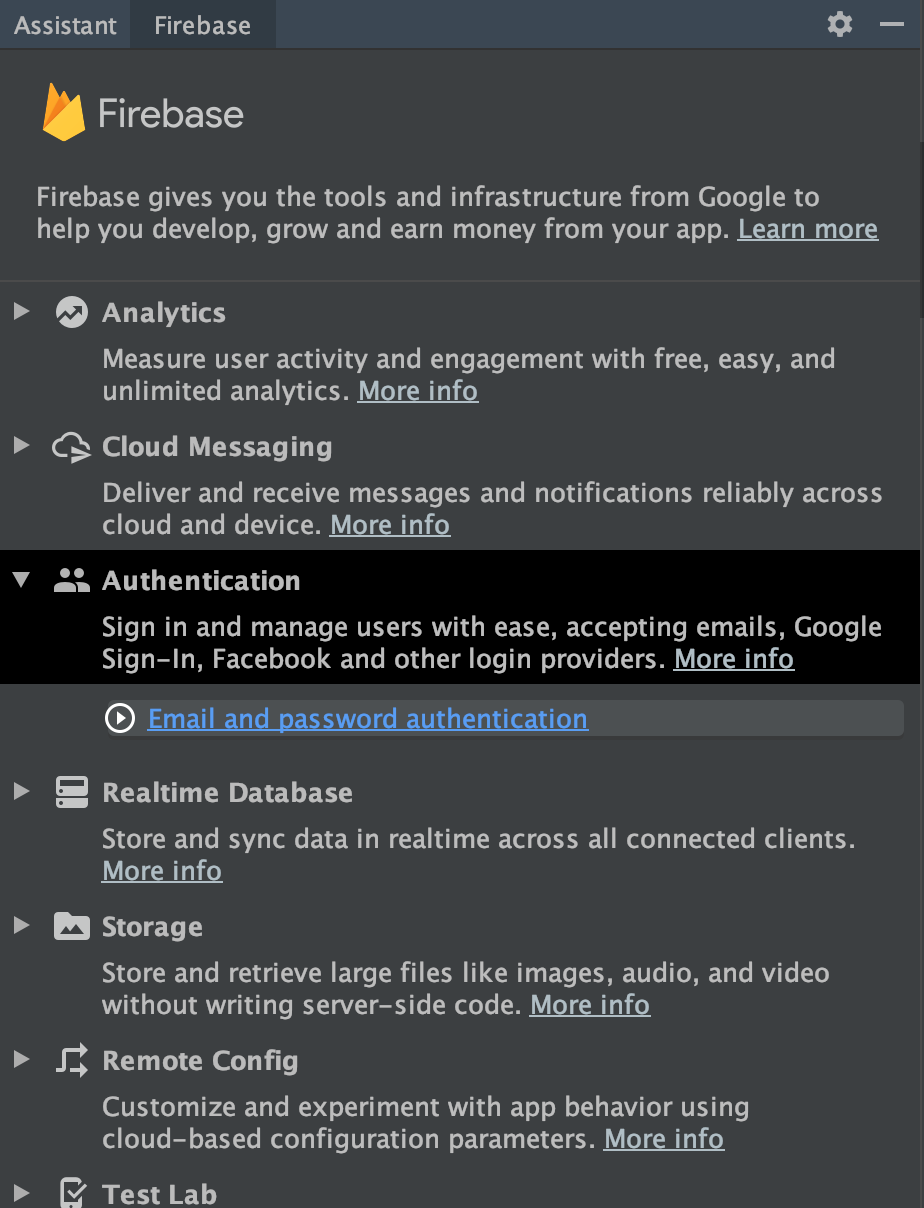 Assistant Firebase
Firebase
Firebase gives you the tools and infrastructure from Google to
help you develop, grow and earn money from your app. Learn more
Analytics
Measure user activity and engagement with free, easy, and
unlimited analytics. More info
Cloud Messaging
Deliver and receive messages and notifications reliably across
cloud and device. More info
Authentication
Sign in and manage users with ease, accepting emails, Google
Sign-In, Facebook and other login providers. More info
Email and password authentication
Realtime Database
Store and sync data in realtime across all connected clients.
More info
Storage
Store and retrieve large files like images, audio, and video
without writing server-side code. More info
Remote Config
Customize and experiment with app behavior using
cloud-based configuration parameters. More info
Test Lab